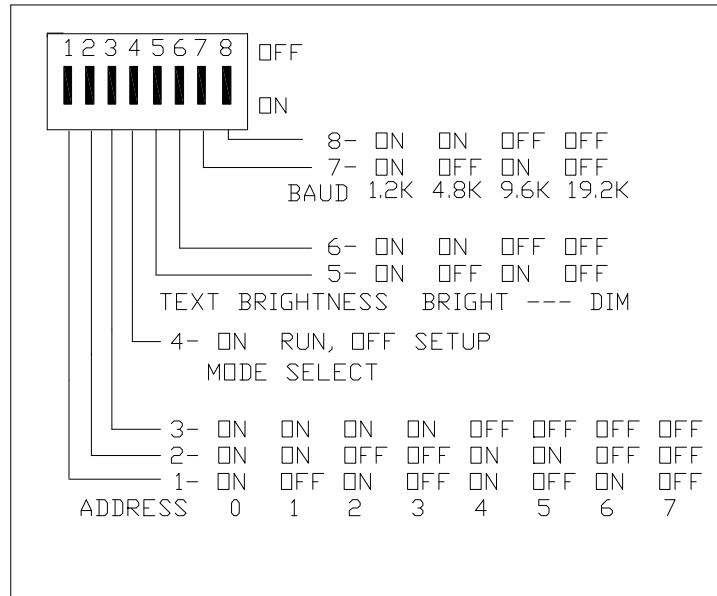 1 2 3 4 5 6 7 8 OFF
ON
8- ON ON OFF OFF
7- ON OFF ON OFF
BAUD 1.2K 4.8K 9.6K 19.2K
6- ON ON OFF OFF
5- ON OFF ON OFF
TEXT BRIGHTNESS BRIGHT --- DIM
4- ON RUN, OFF SETUP
MODE SELECT
3- ON ON ON ON OFF OFF OFF OFF
2- ON ON OFF OFF ON ON OFF OFF
1- ON OFF ON OFF ON OFF ON OFF
ADDRESS 0 1 2 3 4 5 6 7